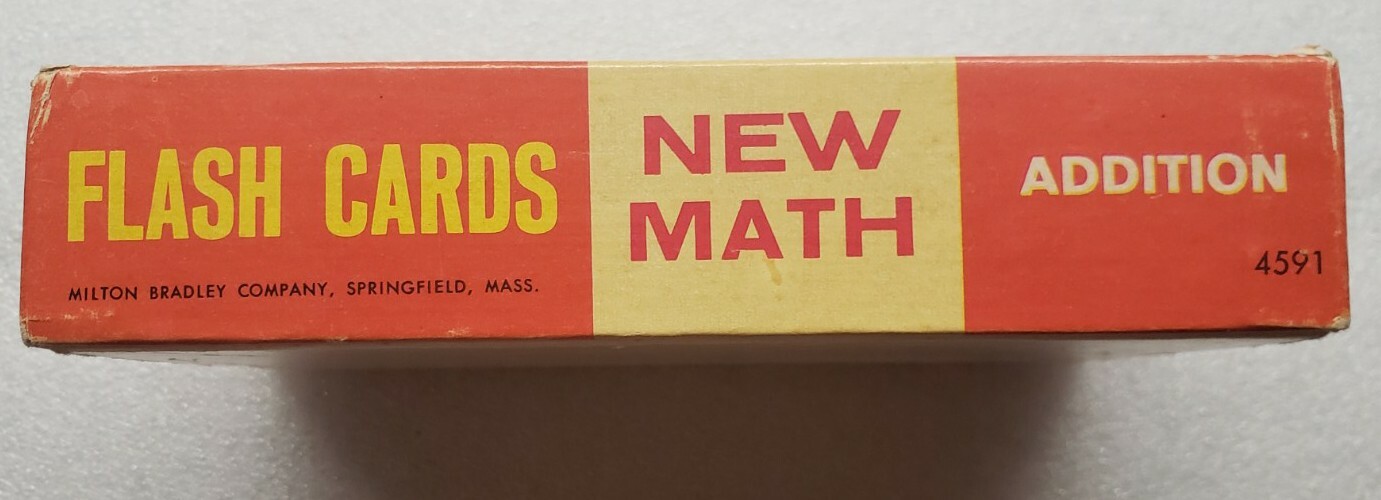 FLASH CARDS
MILTON BRADLEY COMPANY, SPRINGFIELD, MASS.
NEW
MATH
ADDITION
4591